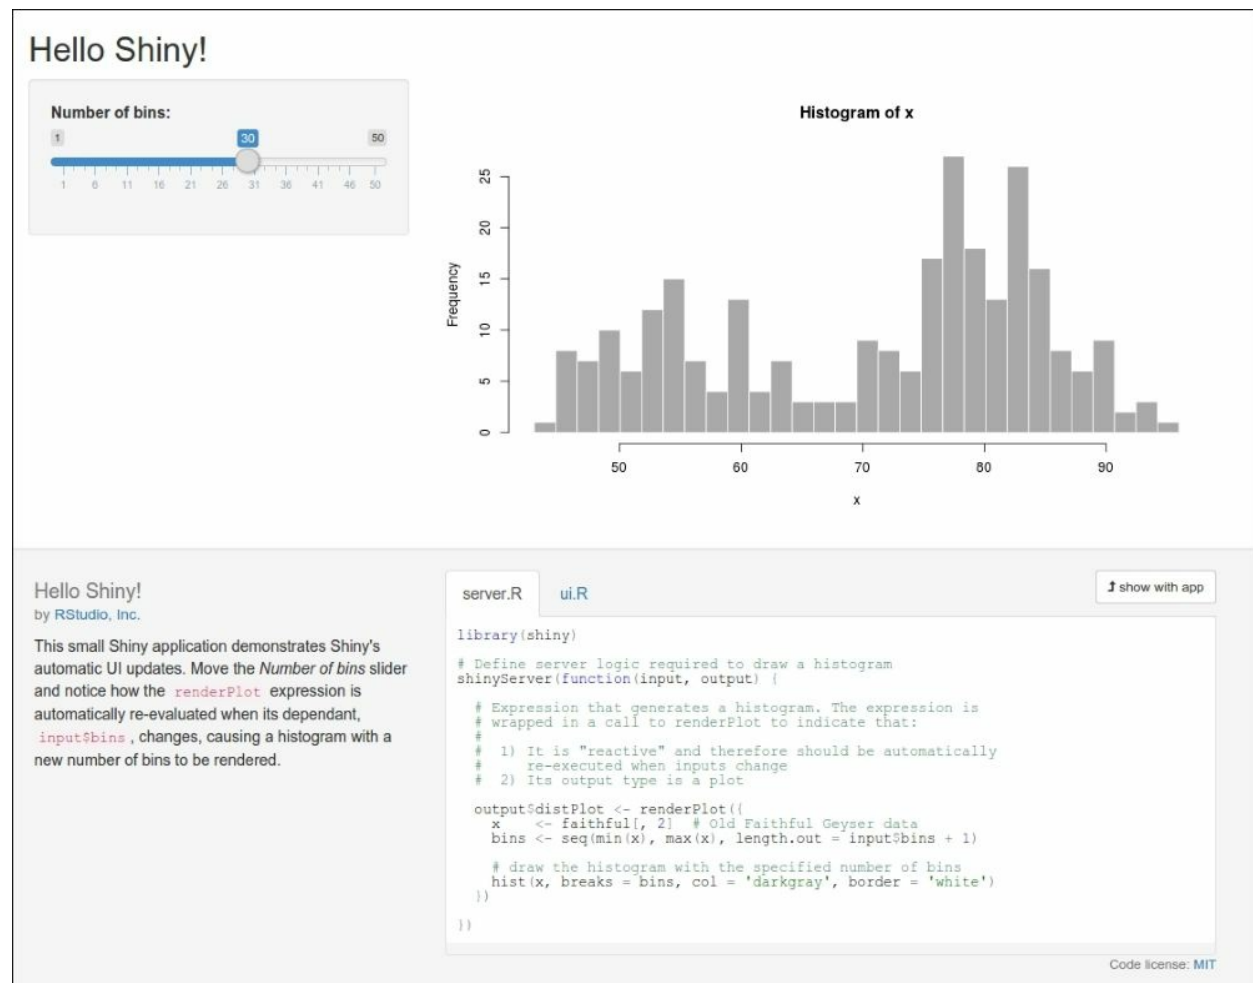 Hello Shiny!
Number of bins:
1 30 50
1 6 11 16 21 26 31 36 41 46 50
Histogram of x
Frequency
25
20
15
10
5
0
50 60 70 80 90
x
Hello Shiny!
by RStudio, Inc.
This small Shiny application demonstrates Shiny's
automatic UI updates. Move the Number of bins slider
and notice how the renderPlot expression is
automatically re-evaluated when its dependant,
input$bins , changes, causing a histogram with a
new number of bins to be rendered.
server.R ui.R
show with app
library(shiny)
# Define server logic required to draw a histogram
shinyServer(function(input, output) {
# Expression that generates a histogram. The expression is
# wrapped in a call to renderPlot to indicate that:
#
# 1) It is "reactive" and therefore should be automatically
# re-executed when inputs change
# 2) Its output type is a plot
output$distPlot <- renderPlot({
x <- faithful[, 2] # Old Faithful Geyser data
bins <- seq(min(x), max(x), length.out = input$bins + 1)
# draw the histogram with the specified number of bins
hist(x, breaks = bins, col = 'darkgray', border = 'white')
})
})
Code license: MIT